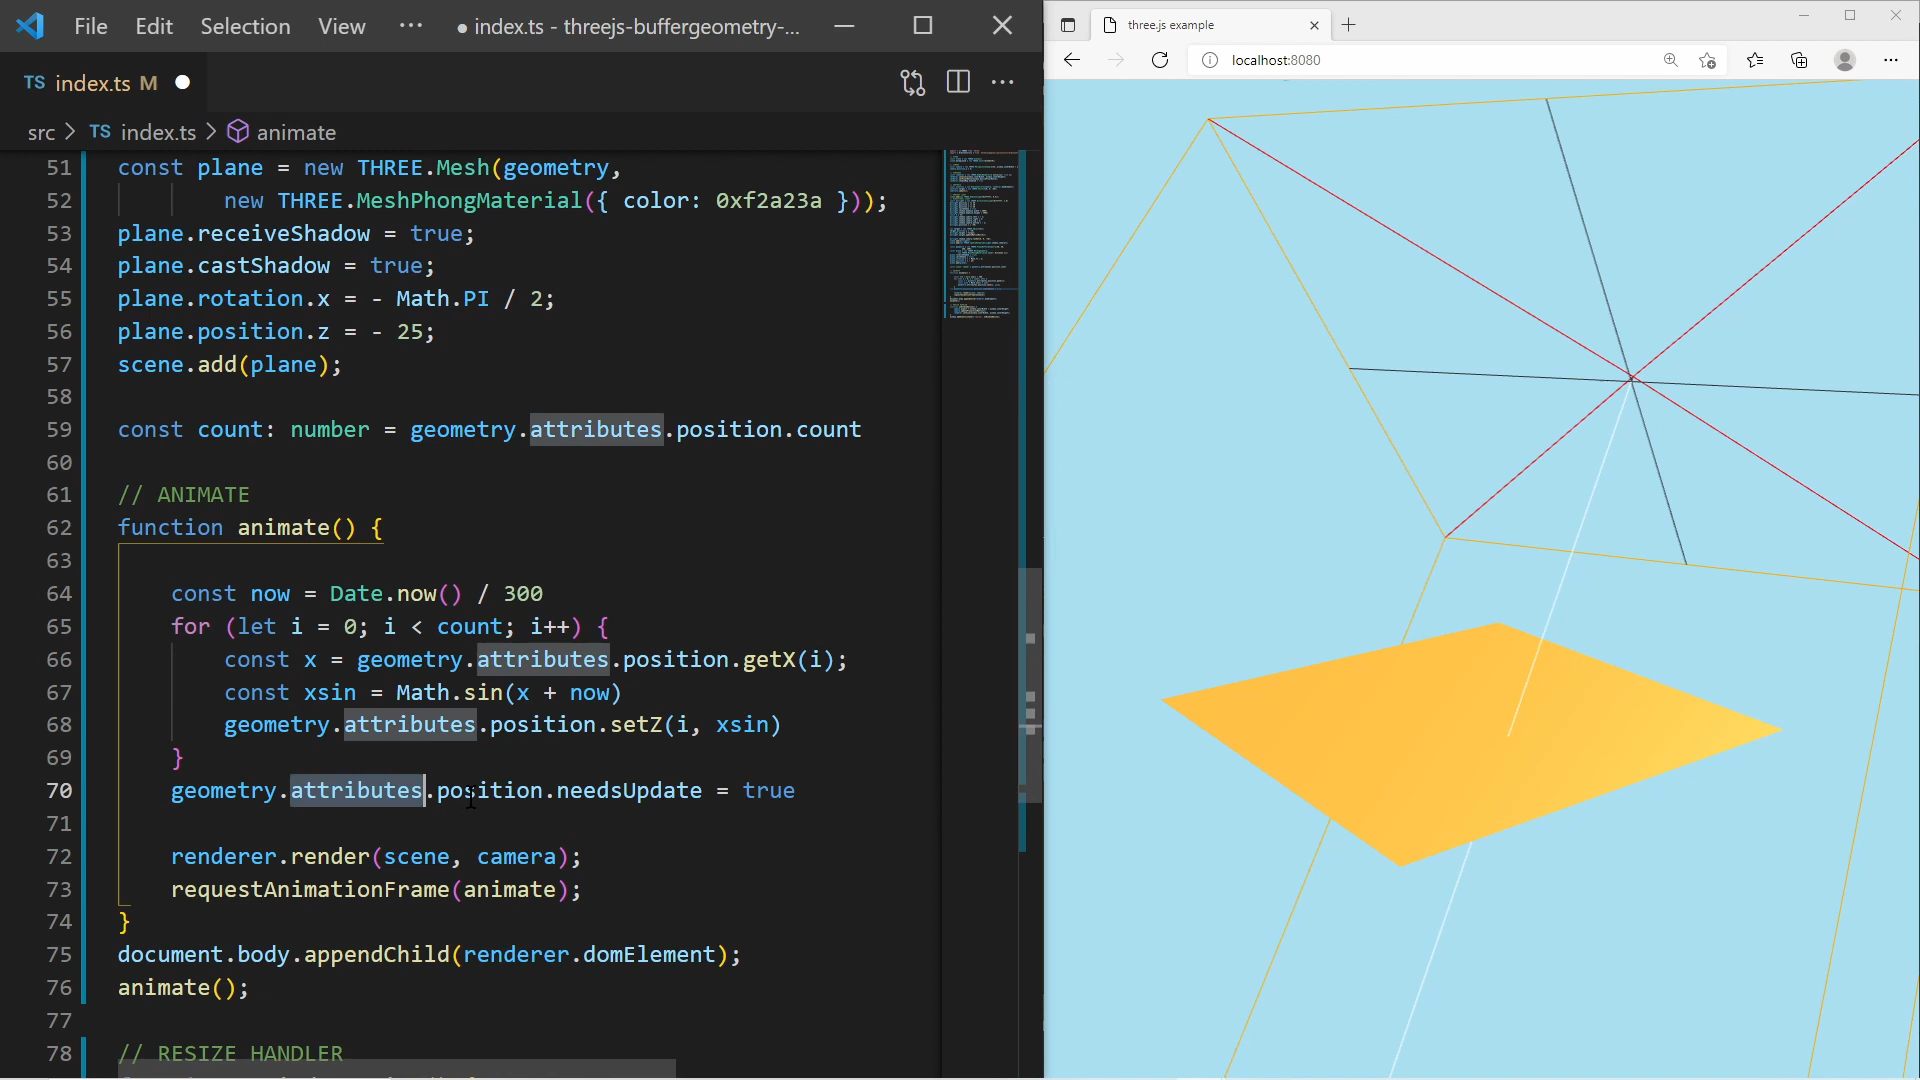 File Edit Selection View ··· ● index.ts - threejs-buffergeometry-...
TS index.ts M
src > TS index.ts > animate
51 const plane = new THREE.Mesh(geometry,
52 new THREE.MeshPhongMaterial({ color: 0xf2a23a }));
53 plane.receiveShadow = true;
54 plane.castShadow = true;
55 plane.rotation.x = - Math.PI / 2;
56 plane.position.z = - 25;
57 scene.add(plane);
58
59 const count: number = geometry.attributes.position.count
60
61 // ANIMATE
62 function animate() {
63
64 const now = Date.now() / 300
65 for (let i = 0; i < count; i++) {
66 const x = geometry.attributes.position.getX(i);
67 const xsin = Math.sin(x + now)
68 geometry.attributes.position.setZ(i, xsin)
69 }
70 geometry.attributes.position.needsUpdate = true
71
72 renderer.render(scene, camera);
73 requestAnimationFrame(animate);
74 }
75 document.body.appendChild(renderer.domElement);
76 animate();
77
78 // RESIZE HANDLER
three.js example
localhost:8080